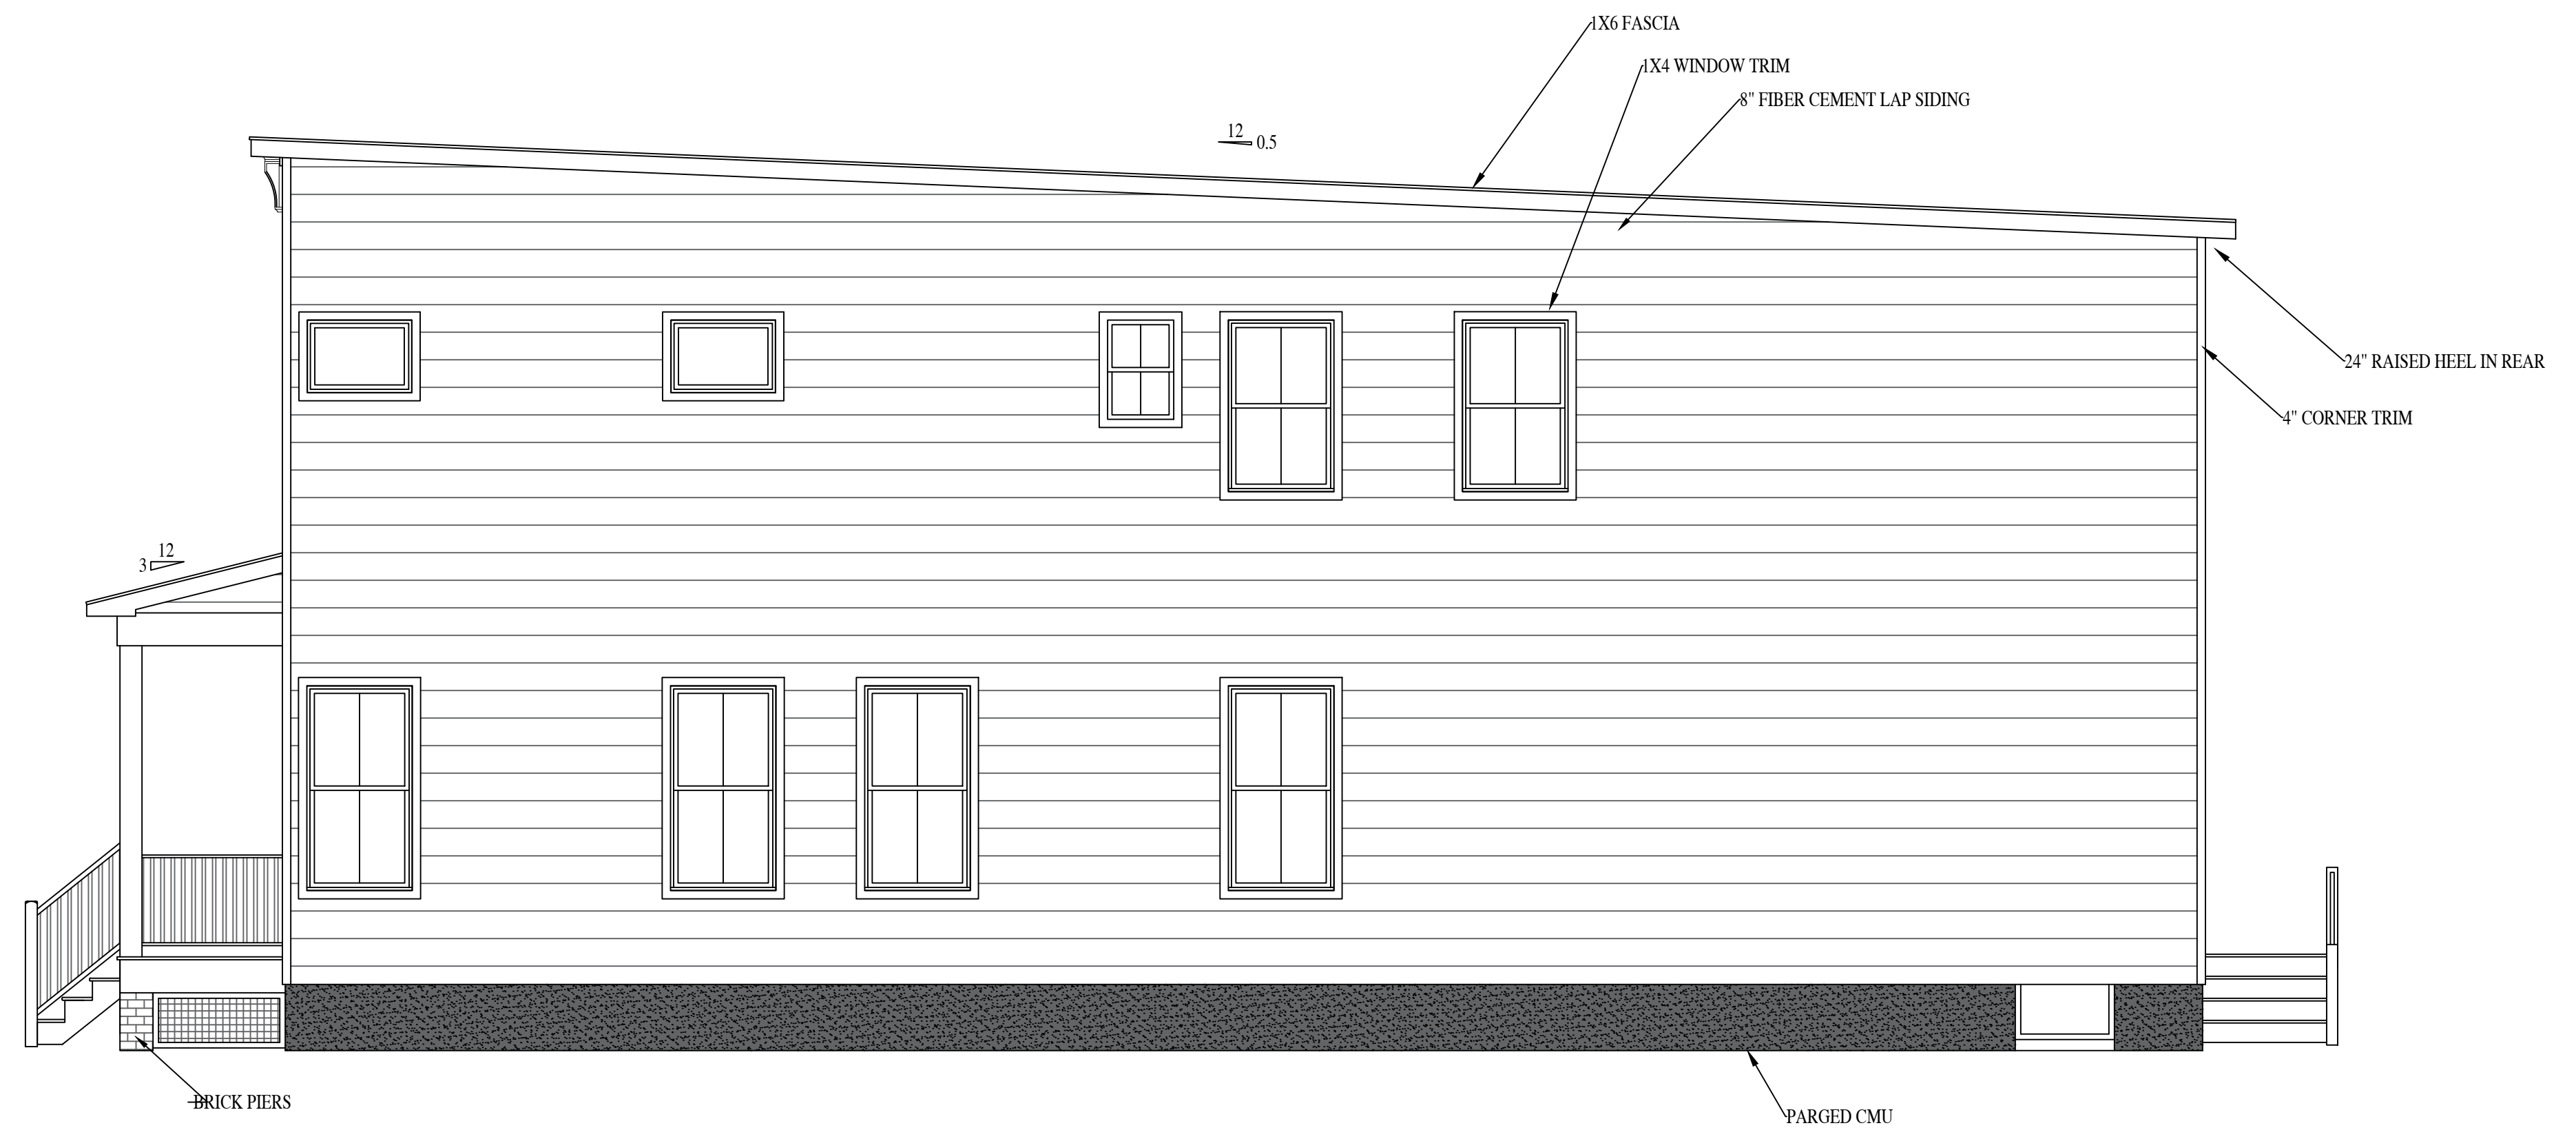 1X6 FASCIA
1X4 WINDOW TRIM
8" FIBER CEMENT LAP SIDING
12
0.5
24" RAISED HEEL IN REAR
4" CORNER TRIM
12
3
BRICK PIERS
PARGED CMU